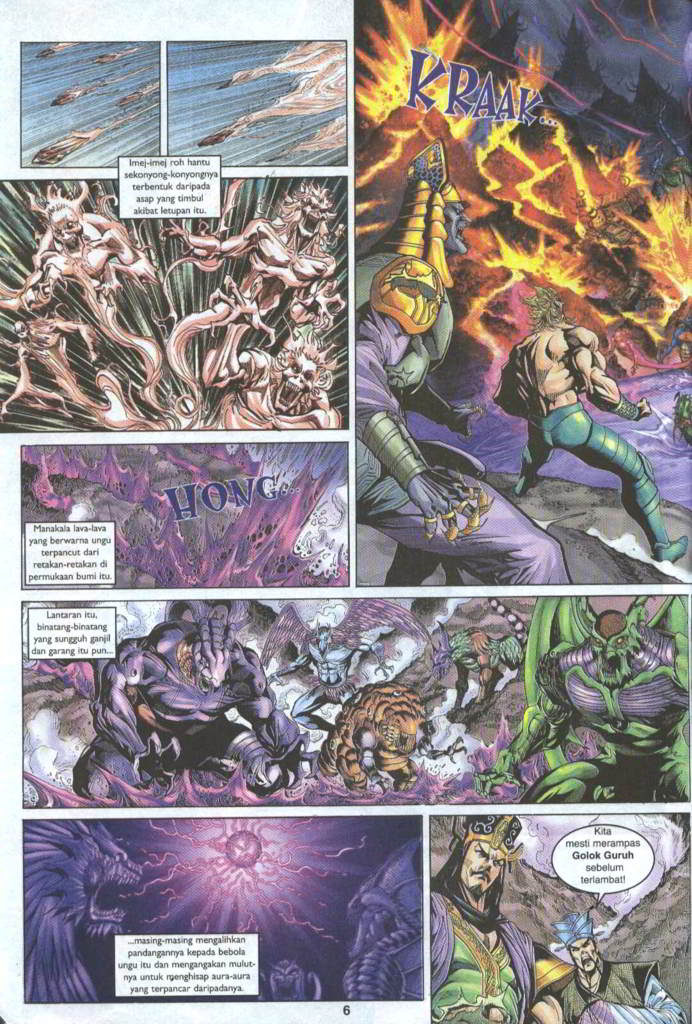 Imej-imej roh hantu
sekonyong-konyongnya
terbentuk daripada
asap yang timbul
akibat letupan itu.
KRAAK...
HONG...
Manakala lava-lava
yang berwarna ungu
terpancut dari
retakan-retakan di
permukaan bumi itu.
Lantaran itu,
binatang-binatang
yang sungguh ganjil
dan garang itu pun...
...masing-masing mengalihkan
pandangannya kepada bebola
ungu itu dan mengangakan mulut-
nya untuk menghisap aura-aura
yang terpancar daripadanya.
Kita
mesti merampas
Golok Guruh
sebelum
terlambat!
6